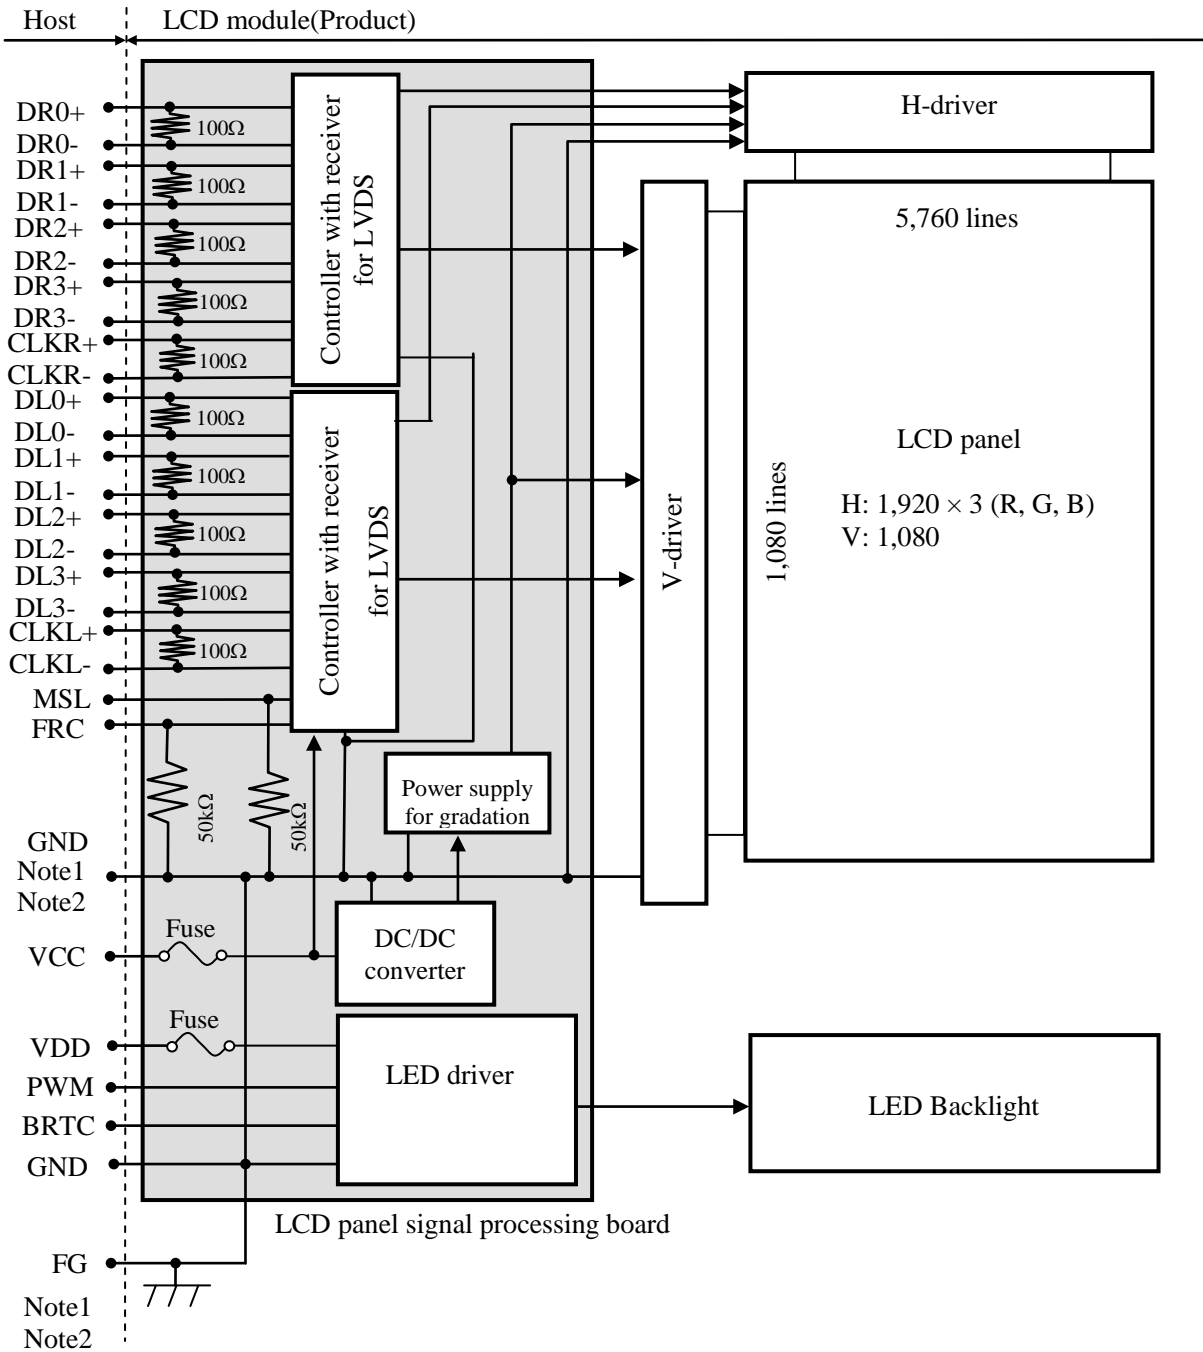 Host
LCD module(Product)
DR0+
DR0-
DR1+
DR1-
DR2+
DR2-
DR3+
DR3-
CLKR+
CLKR-
DL0+
DL0-
DL1+
DL1-
DL2+
DL2-
DL3+
DL3-
CLKL+
CLKL-
MSL
FRC
GND
Note1
Note2
VCC
VDD
PWM
BRTC
GND
FG
Note1
Note2
100Ω
100Ω
100Ω
100Ω
100Ω
100Ω
100Ω
100Ω
100Ω
100Ω
50kΩ
50kΩ
Controller with receiver
for LVDS
Controller with receiver
for LVDS
Power supply
for gradation
Fuse
DC/DC
converter
Fuse
LED driver
LCD panel signal processing board
H-driver
V-driver
5,760 lines
1,080 lines
LCD panel
H: 1,920 × 3 (R, G, B)
V: 1,080
LED Backlight